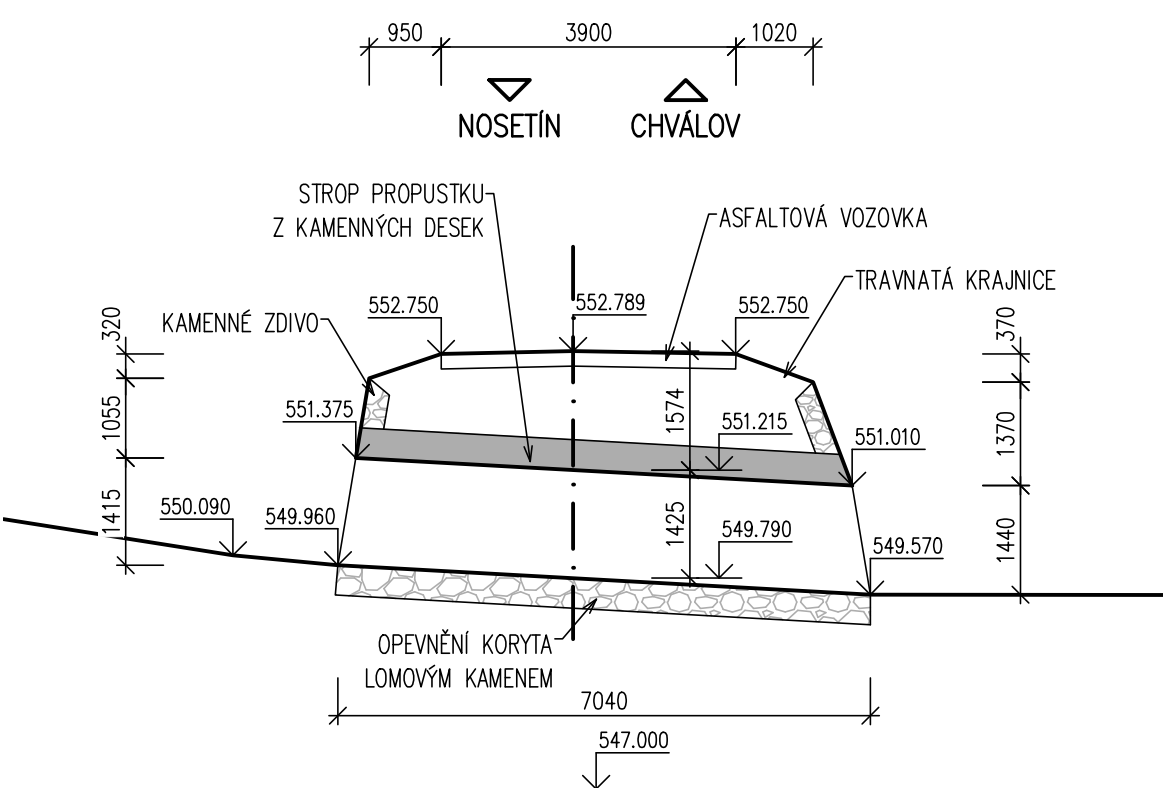 950 3900 1020
NOSETÍN CHVÁLOV
STROP PROPUSTKU
Z KAMENNÝCH DESEK
ASFALTOVÁ VOZOVKA
TRAVNATÁ KRAJNICE
KAMENNÉ ZDIVO
552.750 552.789 552.750
320 370
551.375 1574 551.215 551.010
1055 1370
550.090 549.960 1425 549.790 549.570
1415 1440
OPEVNĚNÍ KORYTA
LOMOVÝM KAMENEM
7040
547.000